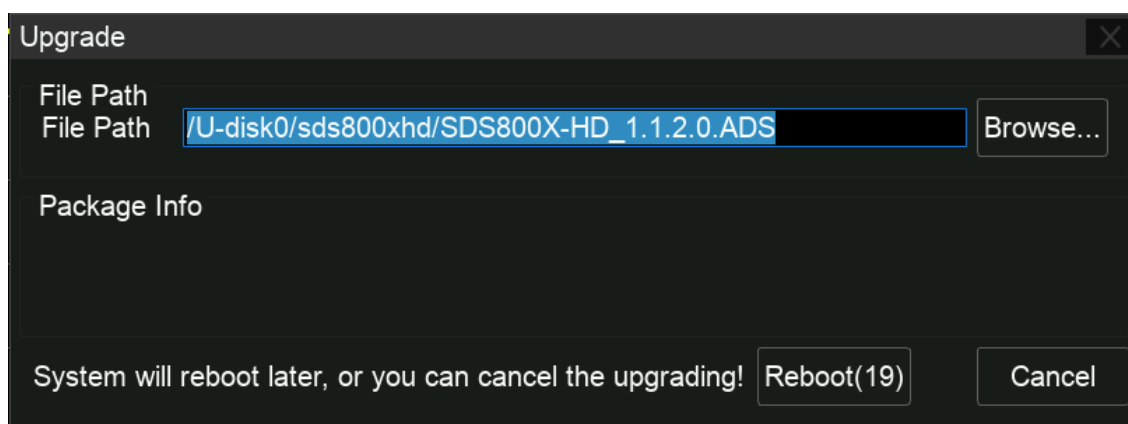 Upgrade
File Path
File Path /U-disk0/sds800xhd/SDS800X-HD_1.1.2.0.ADS Browse...
Package Info
System will reboot later, or you can cancel the upgrading! Reboot(19) Cancel